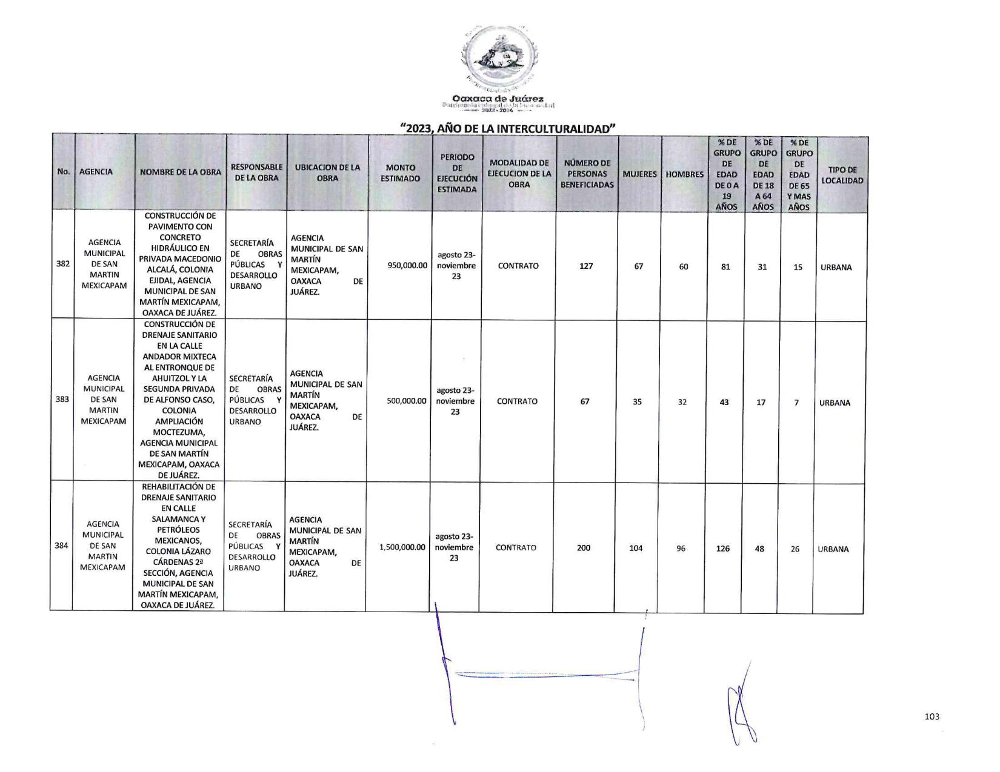 Oaxaca de Juárez
Patrimonio cultural de la humanidad
2022-2024
“2023, AÑO DE LA INTERCULTURALIDAD”
No.
AGENCIA
NOMBRE DE LA OBRA
RESPONSABLE
DE LA OBRA
UBICACION DE LA
OBRA
MONTO
ESTIMADO
PERIODO
DE
EJECUCIÓN
ESTIMADA
MODALIDAD DE
EJECUCION DE LA
OBRA
NÚMERO DE
PERSONAS
BENEFICIADAS
MUJERES
HOMBRES
% DE
GRUPO
DE
EDAD
DE 0 A
19
AÑOS
% DE
GRUPO
DE
EDAD
DE 18
A 64
AÑOS
% DE
GRUPO
DE
EDAD
DE 65
Y MAS
AÑOS
TIPO DE
LOCALIDAD
382
AGENCIA
MUNICIPAL
DE SAN
MARTIN
MEXICAPAM
CONSTRUCCIÓN DE
PAVIMENTO CON
CONCRETO
HIDRÁULICO EN
PRIVADA MACEDONIO
ALCALÁ, COLONIA
EJIDAL, AGENCIA
MUNICIPAL DE SAN
MARTÍN MEXICAPAM,
OAXACA DE JUÁREZ.
SECRETARÍA
DE OBRAS
PÚBLICAS Y
DESARROLLO
URBANO
AGENCIA
MUNICIPAL DE SAN
MARTÍN
MEXICAPAM,
OAXACA DE
JUÁREZ.
950,000.00
agosto 23-
noviembre
23
CONTRATO
127
67
60
81
31
15
URBANA
383
AGENCIA
MUNICIPAL
DE SAN
MARTIN
MEXICAPAM
CONSTRUCCIÓN DE
DRENAJE SANITARIO
EN LA CALLE
ANDADOR MIXTECA
AL ENTRONQUE DE
AHUITZOL Y LA
SEGUNDA PRIVADA
DE ALFONSO CASO,
COLONIA
AMPLIACIÓN
MOCTEZUMA,
AGENCIA MUNICIPAL
DE SAN MARTÍN
MEXICAPAM, OAXACA
DE JUÁREZ.
SECRETARÍA
DE OBRAS
PÚBLICAS Y
DESARROLLO
URBANO
AGENCIA
MUNICIPAL DE SAN
MARTÍN
MEXICAPAM,
OAXACA DE
JUÁREZ.
500,000.00
agosto 23-
noviembre
23
CONTRATO
67
35
32
43
17
7
URBANA
384
AGENCIA
MUNICIPAL
DE SAN
MARTIN
MEXICAPAM
REHABILITACIÓN DE
DRENAJE SANITARIO
EN CALLE
SALAMANCA Y
PETRÓLEOS
MEXICANOS,
COLONIA LÁZARO
CÁRDENAS 2ª
SECCIÓN, AGENCIA
MUNICIPAL DE SAN
MARTÍN MEXICAPAM,
OAXACA DE JUÁREZ.
SECRETARÍA
DE OBRAS
PÚBLICAS Y
DESARROLLO
URBANO
AGENCIA
MUNICIPAL DE SAN
MARTÍN
MEXICAPAM,
OAXACA DE
JUÁREZ.
1,500,000.00
agosto 23-
noviembre
23
CONTRATO
200
104
96
126
48
26
URBANA
103